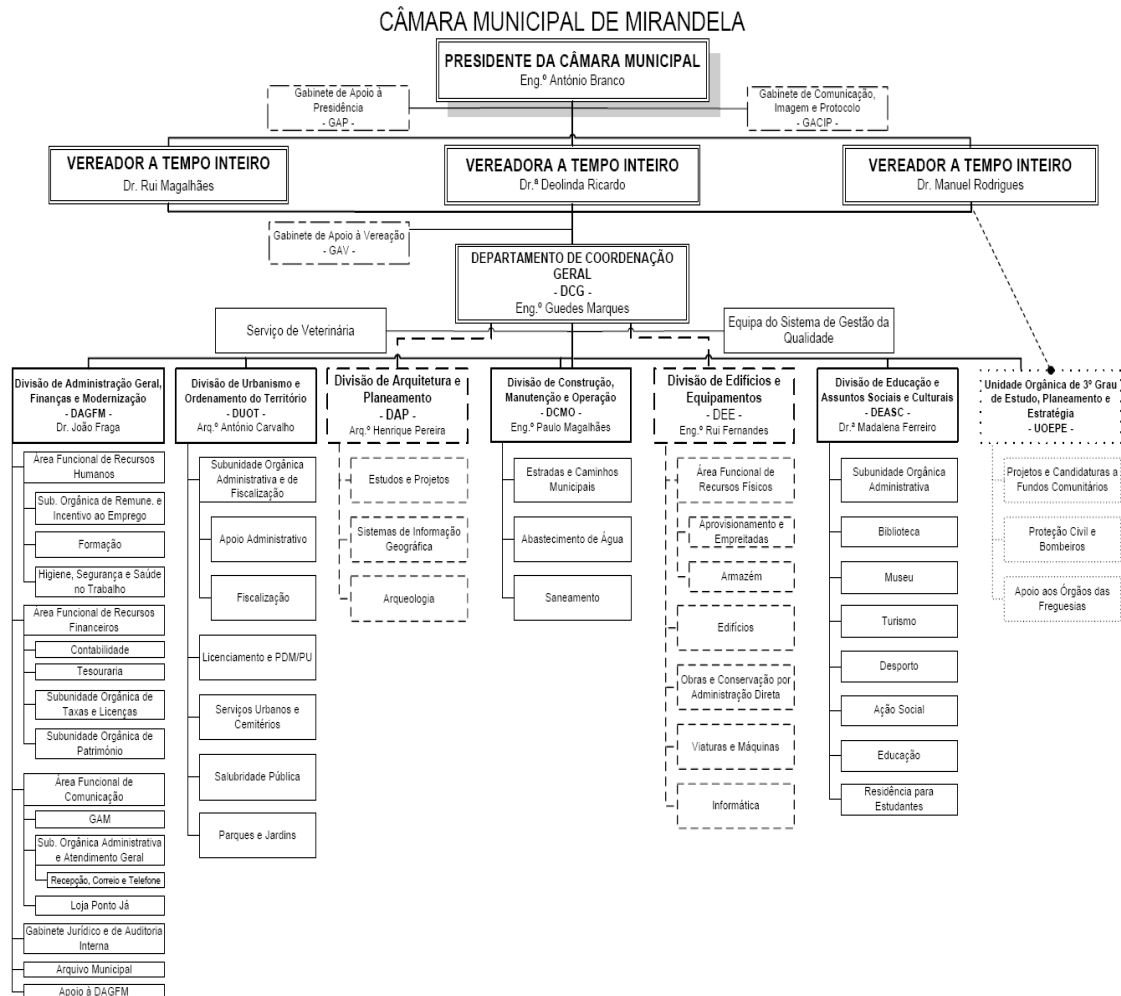 CÂMARA MUNICIPAL DE MIRANDELA
PRESIDENTE DA CÂMARA MUNICIPAL
Eng.º António Branco
Gabinete de Apoio à
Presidência
- GAP -
Gabinete de Comunicação,
Imagem e Protocolo
- GACIP -
VEREADOR A TEMPO INTEIRO
Dr. Rui Magalhães
VEREADORA A TEMPO INTEIRO
Dr.ª Deolinda Ricardo
VEREADOR A TEMPO INTEIRO
Dr. Manuel Rodrigues
Gabinete de Apoio à Vereação
- GAV -
DEPARTAMENTO DE COORDENAÇÃO
GERAL
- DCG -
Eng.º Guedes Marques
Serviço de Veterinária
Equipa do Sistema de Gestão da
Qualidade
Divisão de Administração Geral,
Finanças e Modernização
- DAGFM -
Dr. João Fraga
Área Funcional de Recursos
Humanos
Sub. Orgânica de Remune. e
Incentivo ao Emprego
Formação
Higiene, Segurança e Saúde
no Trabalho
Área Funcional de Recursos
Financeiros
Contabilidade
Tesouraria
Subunidade Orgânica de
Taxas e Licenças
Subunidade Orgânica de
Património
Área Funcional de
Comunicação
GAM
Sub. Orgânica Administrativa
e Atendimento Geral
Recepção, Correio e Telefone
Loja Ponto Já
Gabinete Jurídico e de Auditoria
Interna
Arquivo Municipal
Apoio à DAGFM
Divisão de Urbanismo e
Ordenamento do Território
- DUOT -
Arq.º António Carvalho
Subunidade Orgânica
Administrativa e de
Fiscalização
Apoio Administrativo
Fiscalização
Licenciamento e PDM/PU
Serviços Urbanos e
Cemitérios
Salubridade Pública
Parques e Jardins
Divisão de Arquitetura e
Planeamento
- DAP -
Arq.º Henrique Pereira
Estudos e Projetos
Sistemas de Informação
Geográfica
Arqueologia
Divisão de Construção,
Manutenção e Operação
- DCMO -
Eng.º Paulo Magalhães
Estradas e Caminhos
Municipais
Abastecimento de Água
Saneamento
Divisão de Edifícios e
Equipamentos
- DEE -
Eng.º Rui Fernandes
Área Funcional de
Recursos Físicos
Aprovisionamento e
Empreitadas
Armazém
Edifícios
Obras e Conservação por
Administração Direta
Viaturas e Máquinas
Informática
Divisão de Educação e
Assuntos Sociais e Culturais
- DEASC -
Dr.ª Madalena Ferreiro
Subunidade Orgânica
Administrativa
Biblioteca
Museu
Turismo
Desporto
Ação Social
Educação
Residência para
Estudantes
Unidade Orgânica de 3º Grau
de Estudo, Planeamento e
Estratégia
- UOEPE -
Projetos e Candidaturas a
Fundos Comunitários
Proteção Civil e
Bombeiros
Apoio aos Órgãos das
Freguesias